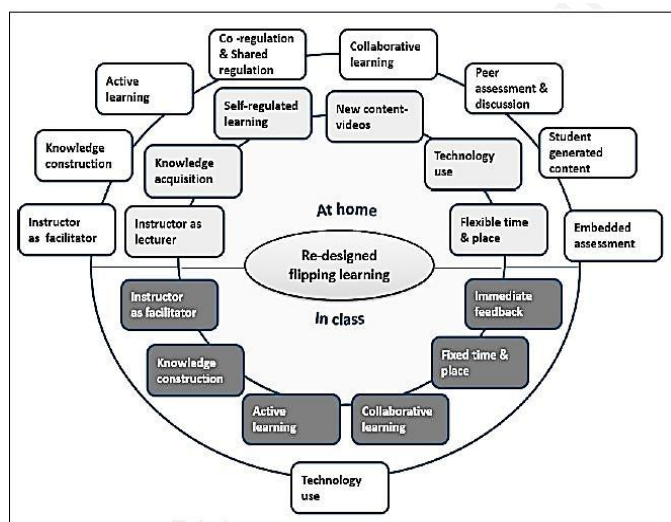 Co -regulation
& Shared
regulation
Collaborative
learning
Active
learning
Peer
assessment &
discussion
Self-regulated
learning
New content-
videos
Knowledge
construction
Student
generated
content
Knowledge
acquisition
Technology
use
Instructor
as facilitator
Instructor as
lecturer
At home
Flexible time
& place
Embedded
assessment
Re-designed
flipping learning
Instructor
as facilitator
In class
Immediate
feedback
Knowledge
construction
Fixed time &
place
Active
learning
Collaborative
learning
Technology
use